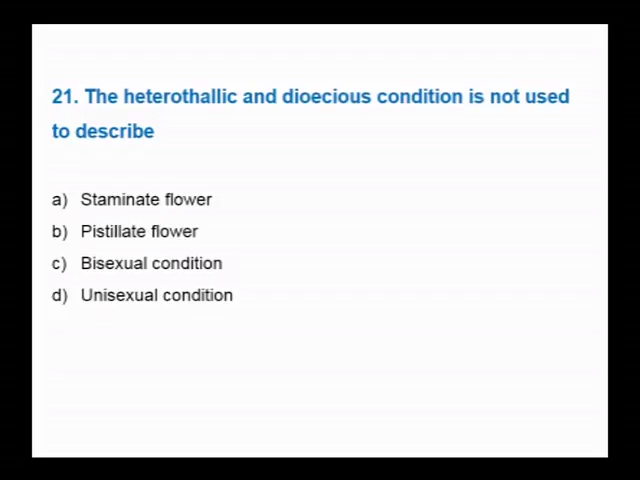 21. The heterothallic and dioecious condition is not used
to describe
a) Staminate flower
b) Pistillate flower
c) Bisexual condition
d) Unisexual condition